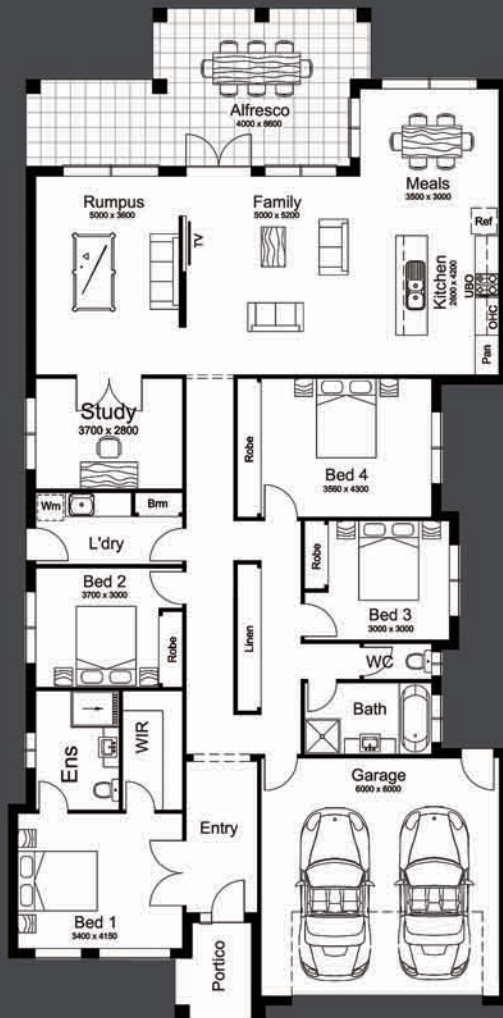 Alfresco
4000 x 8600
Rumpus
5000 x 3600
Family
5000 x 5200
Meals
3500 x 3000
TV
Ref
Kitchen
2600 x 4200
UBO
OHC
Pan
Study
3700 x 2800
Robe
Bed 4
3560 x 4300
Wm
Brm
L'dry
Robe
Bed 3
3000 x 3000
Bed 2
3700 x 3000
Robe
Linen
WC
Bath
Ens
WIR
Garage
6000 x 6000
Entry
Bed 1
3400 x 4150
Portico